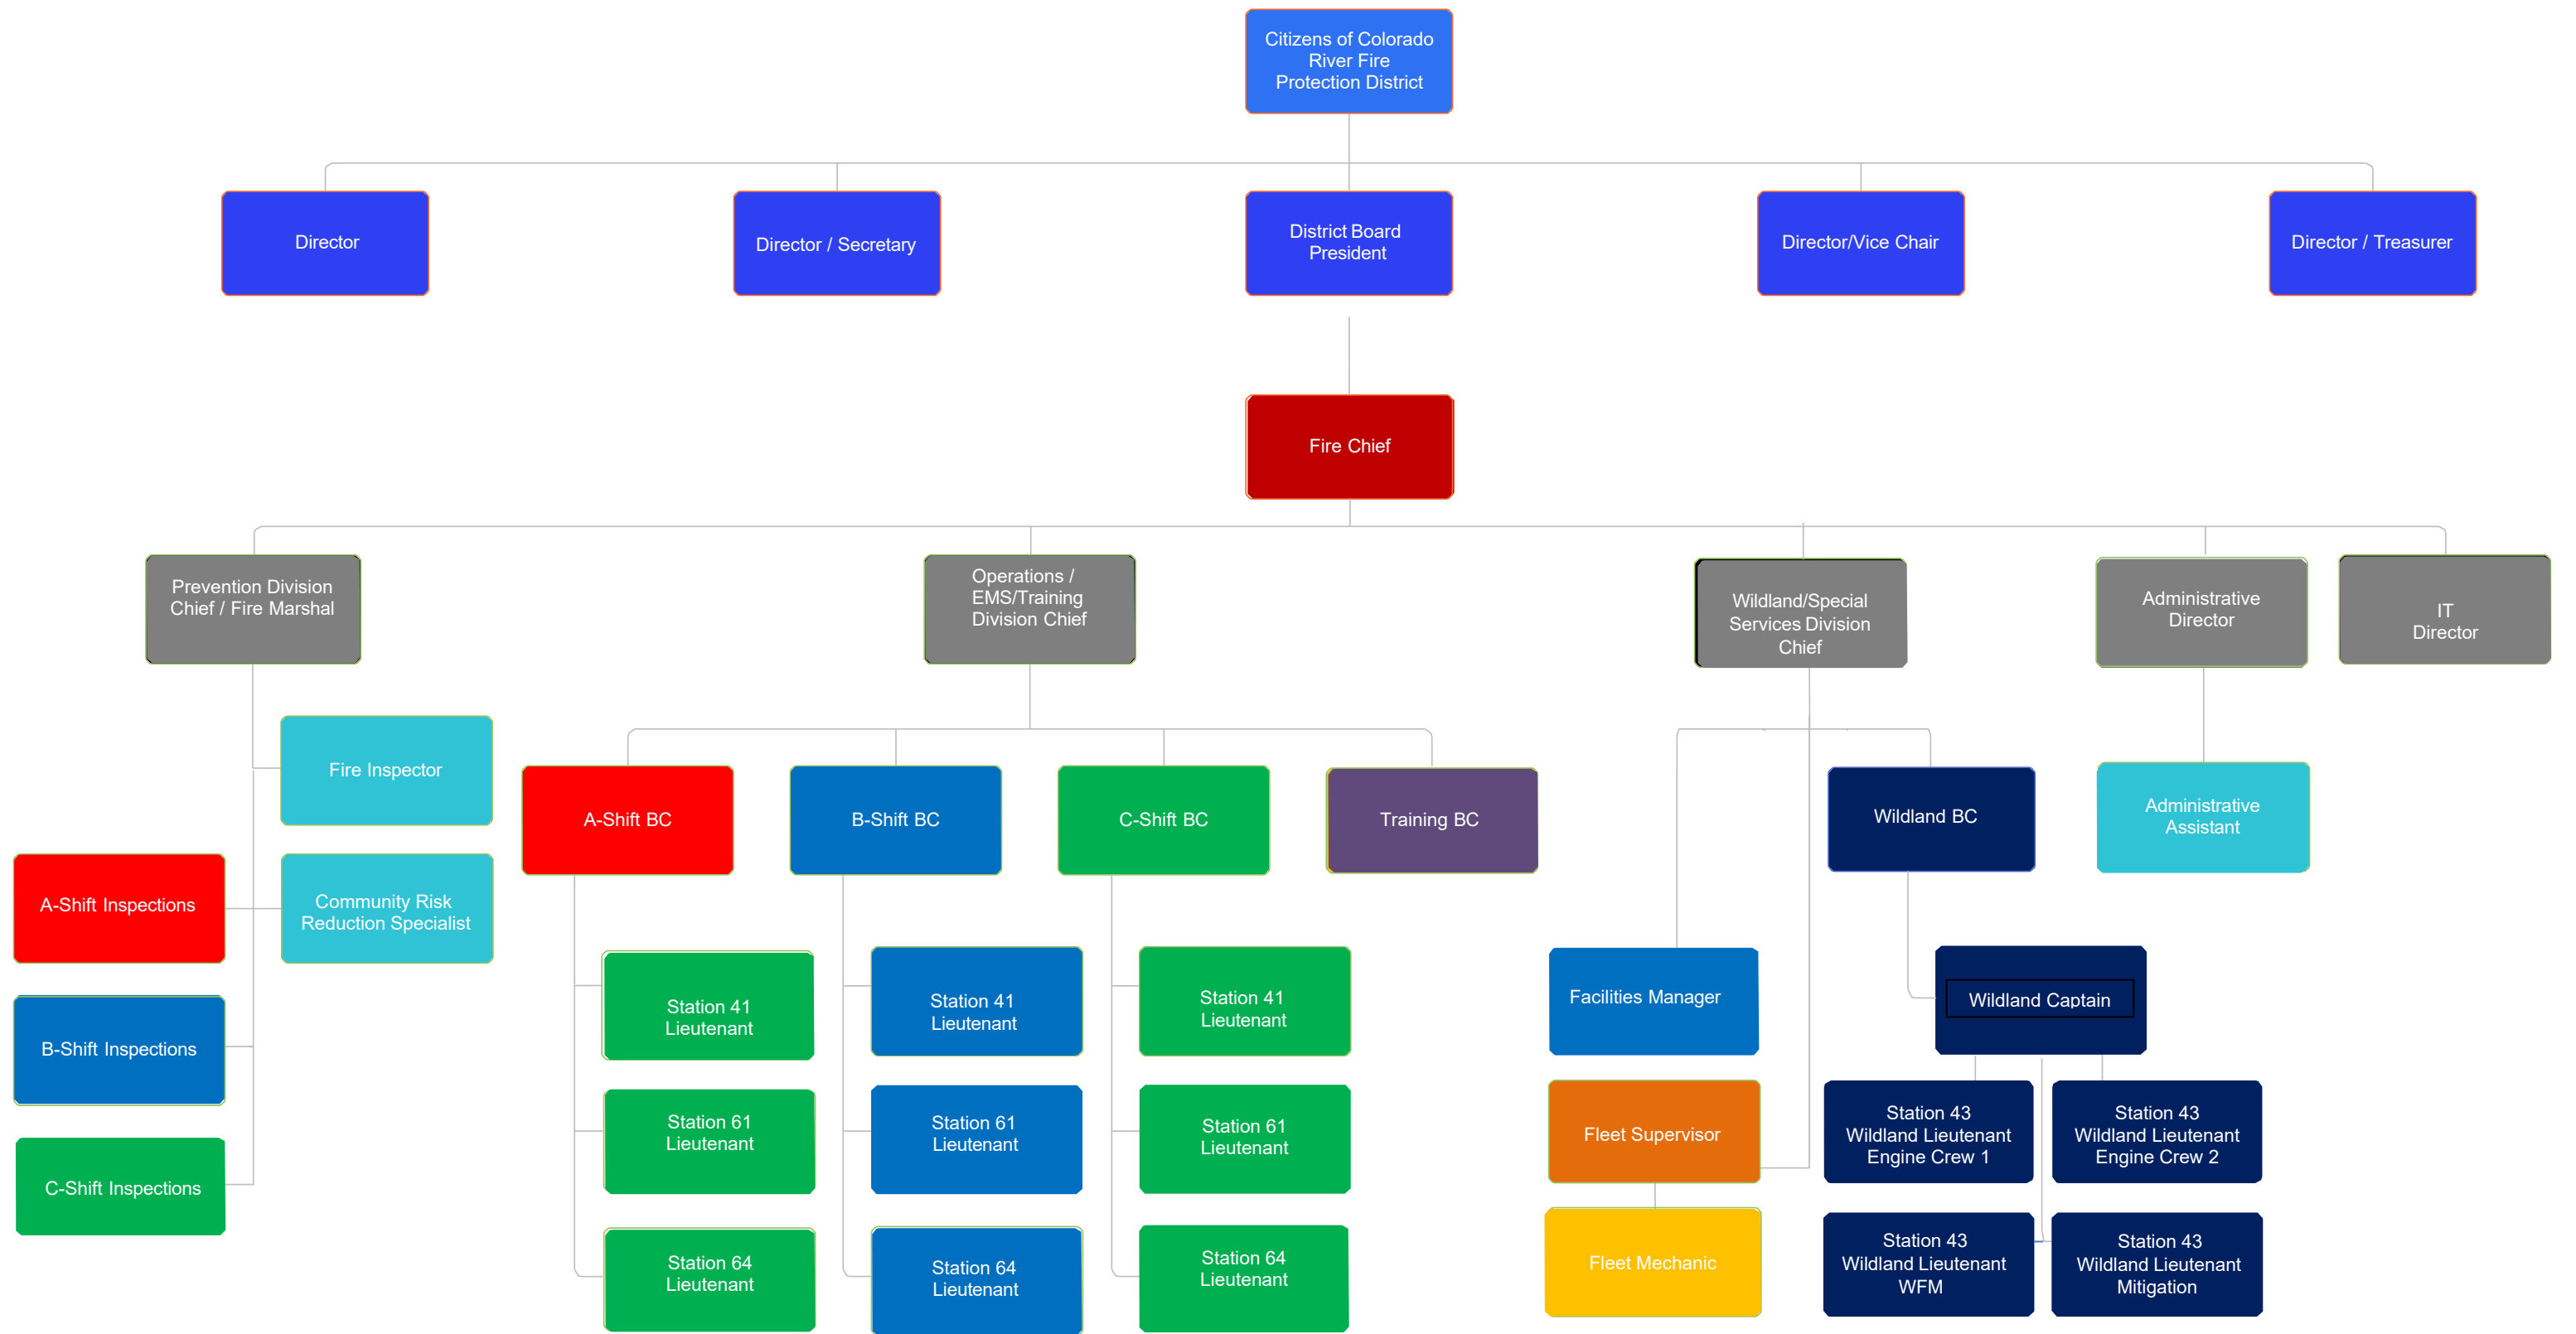 Citizens of Colorado
River Fire
Protection District
Director
Director / Secretary
District Board
President
Director/Vice Chair
Director / Treasurer
Fire Chief
Prevention Division
Chief / Fire Marshal
Operations /
EMS/Training
Division Chief
Wildland/Special
Services Division
Chief
Administrative
Director
IT
Director
Fire Inspector
A-Shift BC
B-Shift BC
C-Shift BC
Training BC
Wildland BC
Administrative
Assistant
A-Shift Inspections
Community Risk
Reduction Specialist
Station 41
Lieutenant
Station 41
Lieutenant
Station 41
Lieutenant
Facilities Manager
Wildland Captain
B-Shift Inspections
Station 61
Lieutenant
Station 61
Lieutenant
Station 61
Lieutenant
Fleet Supervisor
Station 43
Wildland Lieutenant
Engine Crew 1
Station 43
Wildland Lieutenant
Engine Crew 2
C-Shift Inspections
Station 64
Lieutenant
Station 64
Lieutenant
Station 64
Lieutenant
Fleet Mechanic
Station 43
Wildland Lieutenant
WFM
Station 43
Wildland Lieutenant
Mitigation